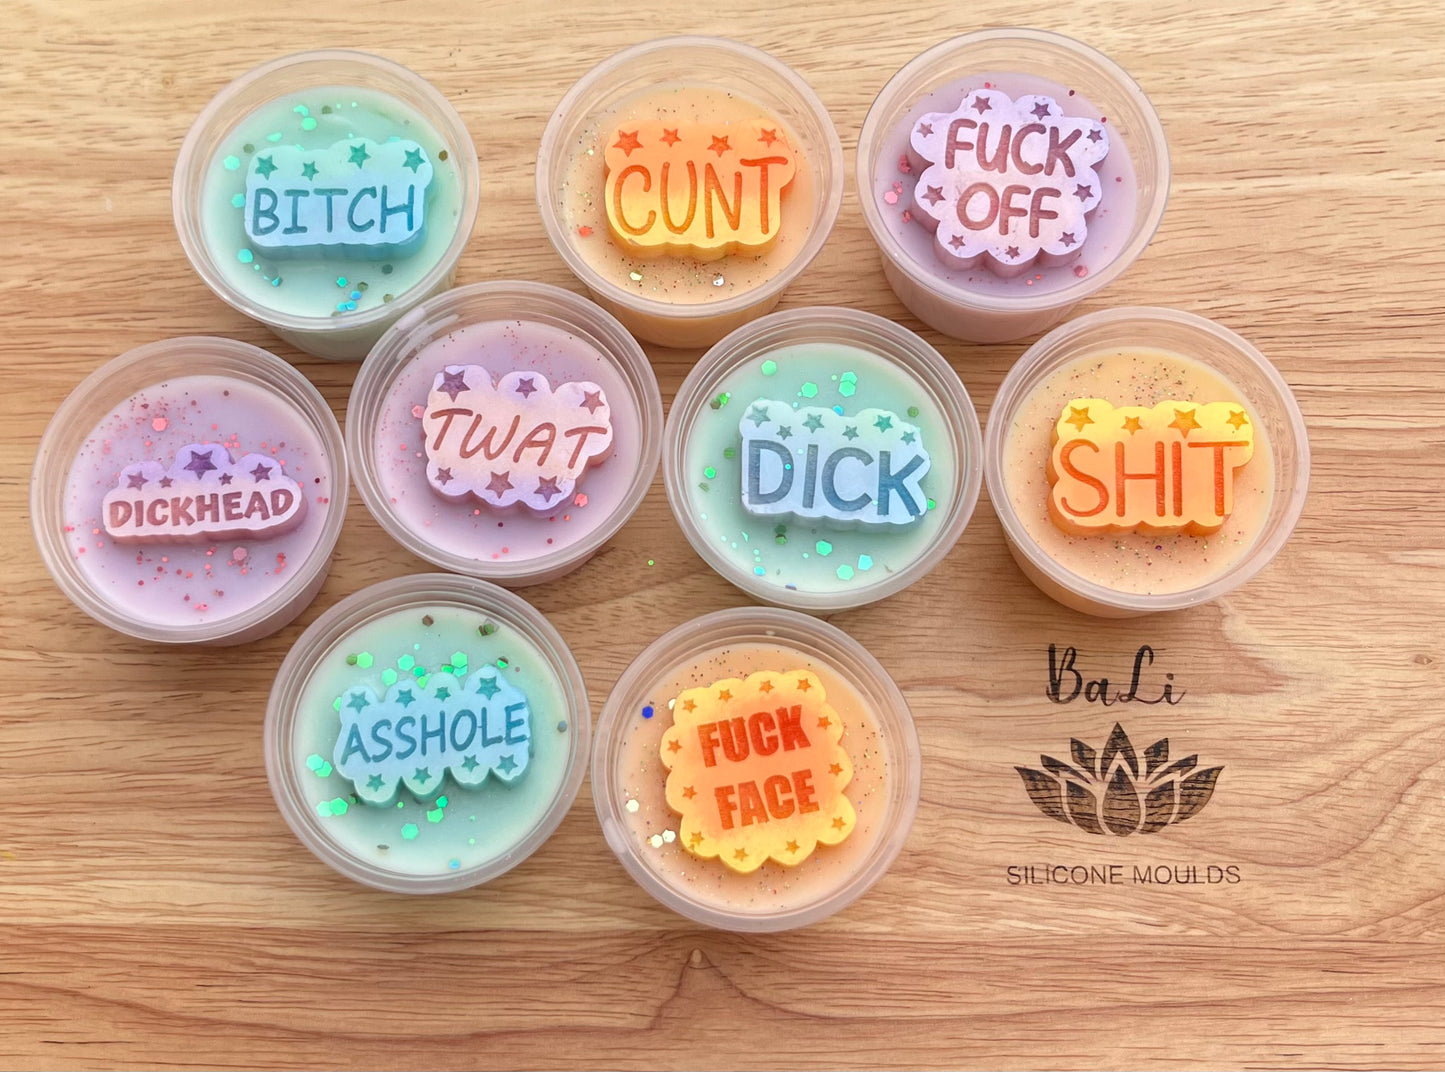 BITCH
CUNT
FUCK
OFF
DICKHEAD
TWAT
DICK
SHIT
ASSHOLE
FUCK
FACE
BaLi
SILICONE MOULDS